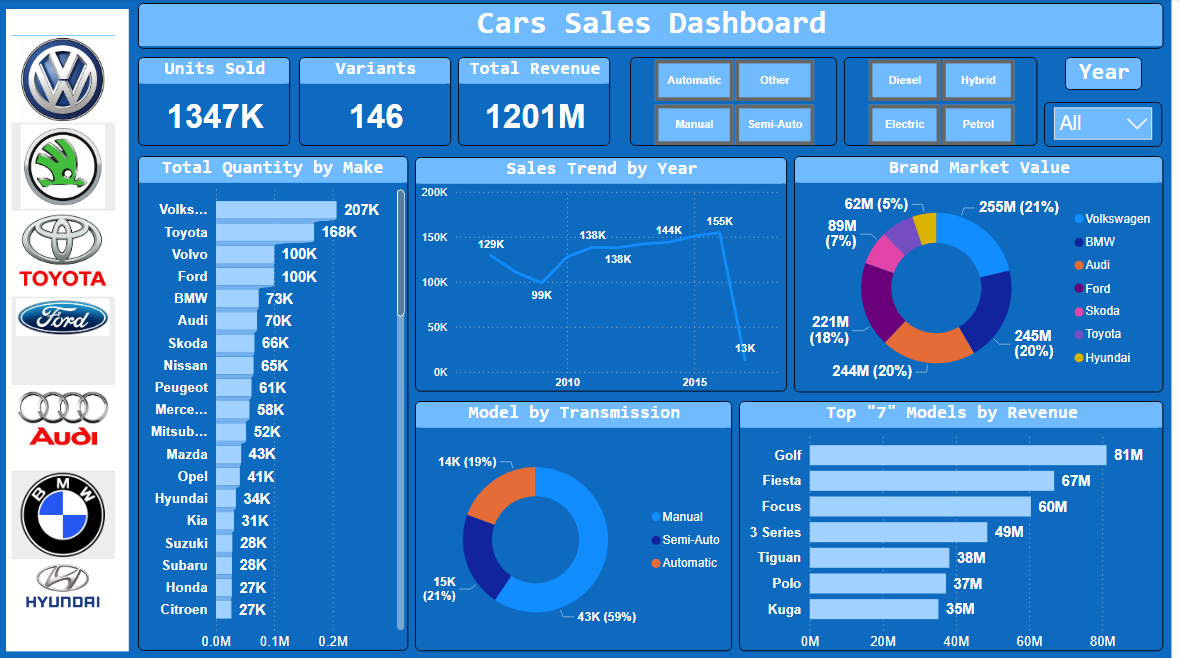 Cars Sales Dashboard
Units Sold
1347K
Variants
146
Total Revenue
1201M
Automatic
Other
Manual
Semi-Auto
Diesel
Hybrid
Electric
Petrol
Year
All
VW
TOYOTA
Ford
Audi
BMW
HYUNDAI
Total Quantity by Make
Volks... 207K
Toyota 168K
Volvo 100K
Ford 100K
BMW 73K
Audi 70K
Skoda 66K
Nissan 65K
Peugeot 61K
Merce... 58K
Mitsub... 52K
Mazda 43K
Opel 41K
Hyundai 34K
Kia 31K
Suzuki 28K
Subaru 28K
Honda 27K
Citroen 27K
0.0M 0.1M 0.2M
Sales Trend by Year
200K
150K
100K
50K
0K
129K
99K
138K
138K
144K
155K
13K
2010 2015
Brand Market Value
62M (5%)
255M (21%)
89M
(7%)
221M
(18%)
245M
(20%)
244M (20%)
Volkswagen
BMW
Audi
Ford
Skoda
Toyota
Hyundai
Model by Transmission
14K (19%)
15K
(21%)
43K (59%)
Manual
Semi-Auto
Automatic
Top "7" Models by Revenue
Golf 81M
Fiesta 67M
Focus 60M
3 Series 49M
Tiguan 38M
Polo 37M
Kuga 35M
0M 20M 40M 60M 80M